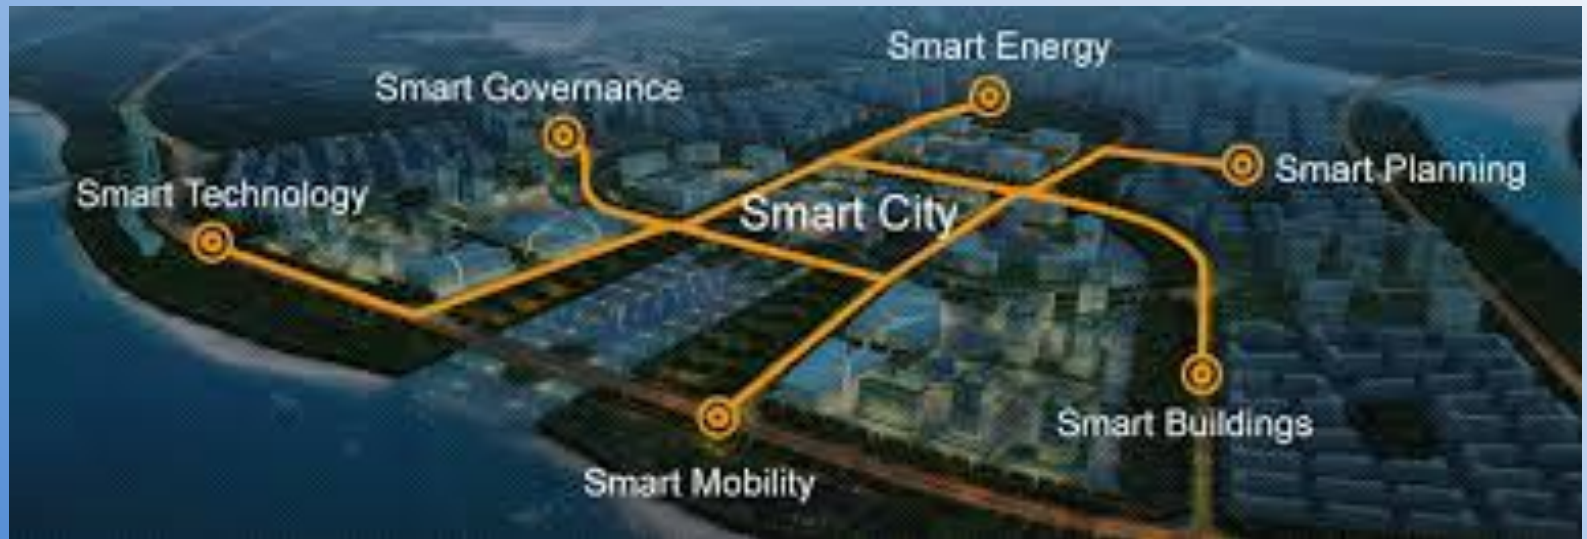 Smart Energy
Smart Governance
Smart Planning
Smart Technology
Smart City
Smart Buildings
Smart Mobility